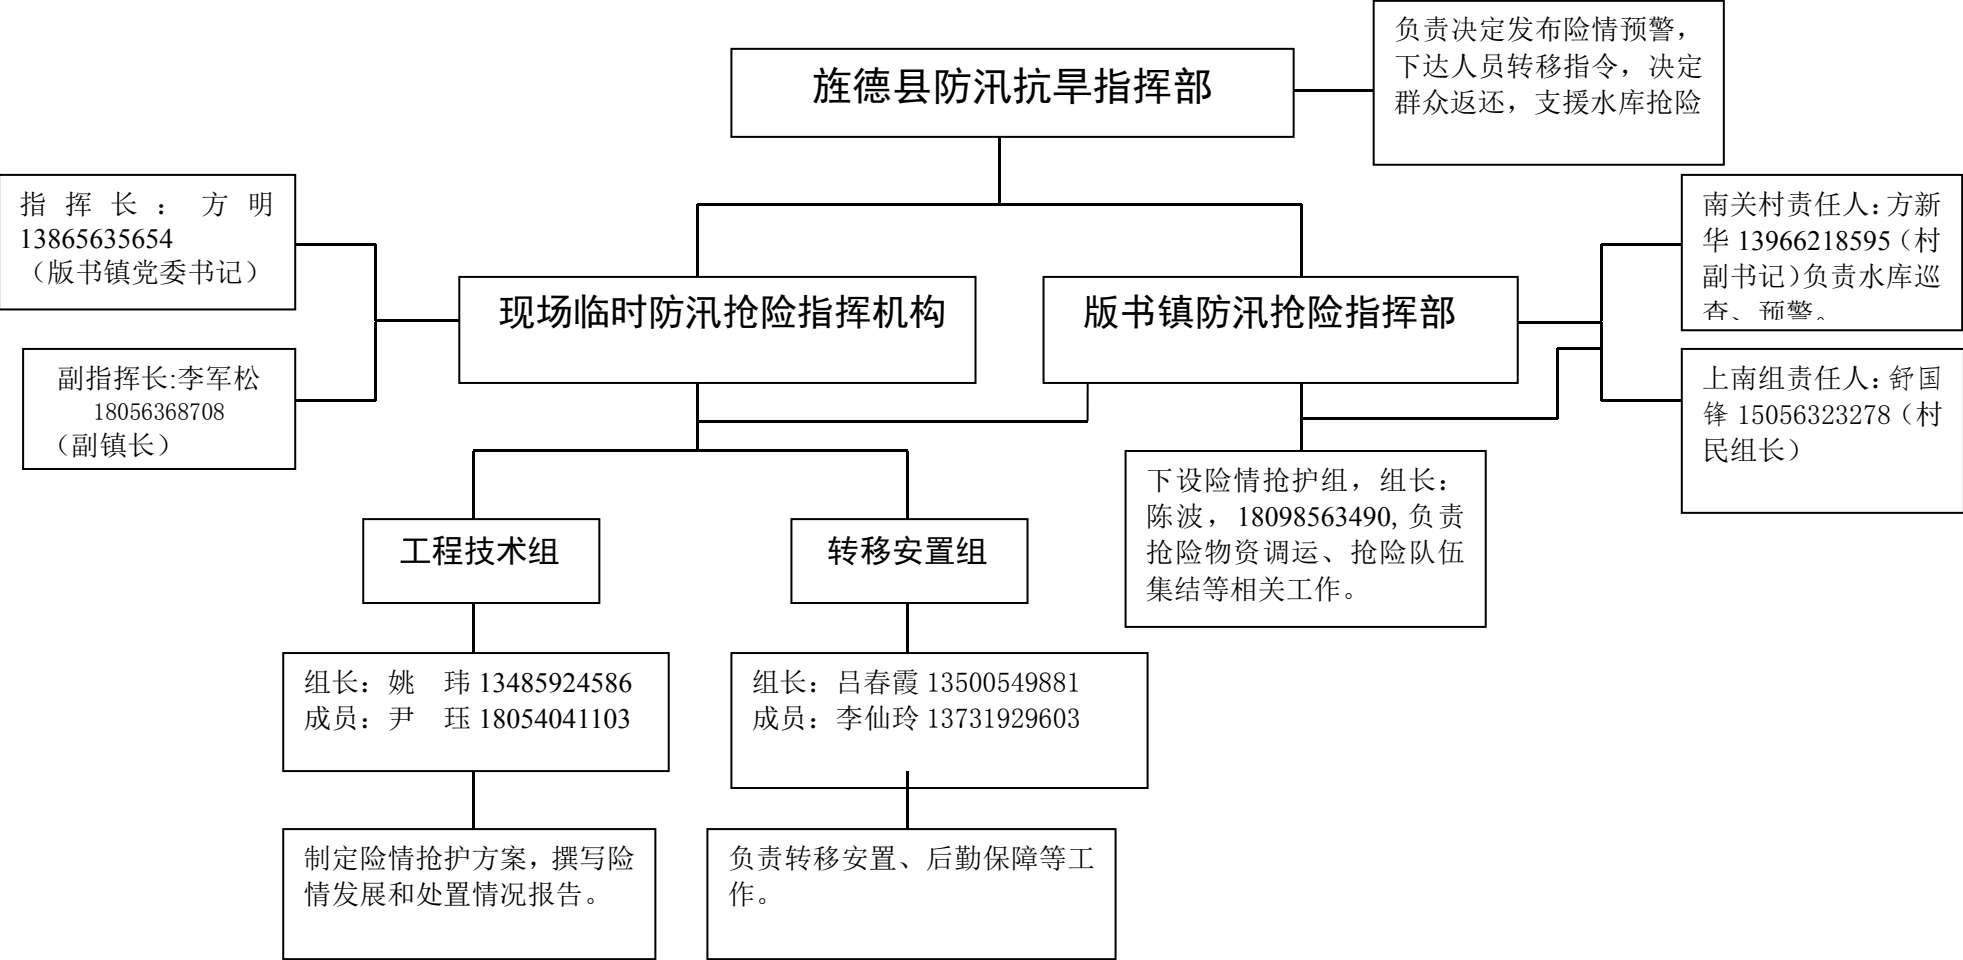 负责决定发布险情预警，
下达人员转移指令，决定
群众返还，支援水库抢险
旌德县防汛抗旱指挥部
指挥长：方明
13865635654
（版书镇党委书记）
南关村责任人：方新
华 13966218595（村
副书记）负责水库巡
查、预警。
现场临时防汛抢险指挥机构
版书镇防汛抢险指挥部
副指挥长:李军松
18056368708
（副镇长）
上南组责任人：舒国
锋 15056323278（村
民组长）
下设险情抢护组，组长：
陈波，18098563490,负责
抢险物资调运、抢险队伍
集结等相关工作。
工程技术组
转移安置组
组长：姚　玮 13485924586
成员：尹　珏 18054041103
组长：吕春霞 13500549881
成员：李仙玲 13731929603
制定险情抢护方案，撰写险
情发展和处置情况报告。
负责转移安置、后勤保障等工
作。